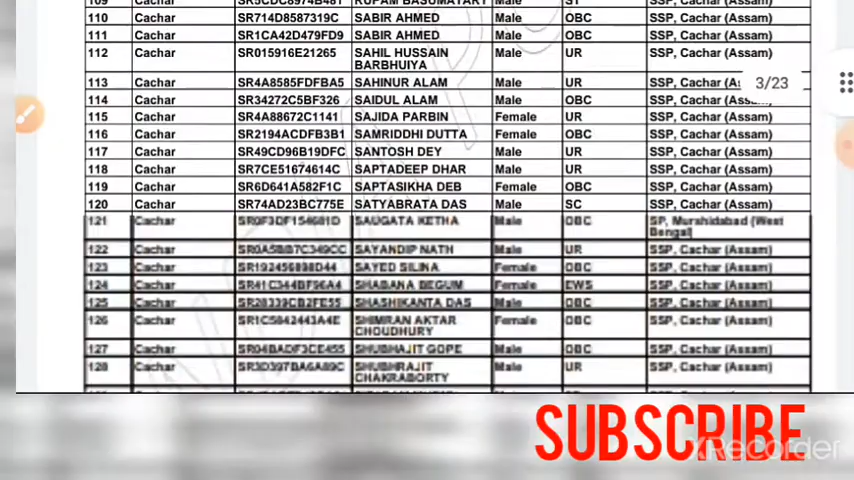 109 Cachar SR5CDC8974B481 RUPAM BASUMATARY Male ST SSP, Cachar (Assam)
110 Cachar SR714D8587319C SABIR AHMED Male OBC SSP, Cachar (Assam)
111 Cachar SR1CA42D479FD9 SABIR AHMED Male OBC SSP, Cachar (Assam)
112 Cachar SR015916E21265 SAHIL HUSSAIN Male UR SSP, Cachar (Assam)
BARBHUIYA
113 Cachar SR4A8585FDFBA5 SAHINUR ALAM Male UR SSP, Cachar (As
3/23
114 Cachar SR34272C5BF326 SAIDUL ALAM Male OBC SSP, Cachar (Assam)
115 Cachar SR4A88672C1141 SAJIDA PARBIN Female UR SSP, Cachar (Assam)
116 Cachar SR2194ACDFB3B1 SAMRIDDHI DUTTA Female OBC SSP, Cachar (Assam)
117 Cachar SR49CD96B19DFC SANTOSH DEY Male UR SSP, Cachar (Assam)
118 Cachar SR7CE51674614C SAPTADEEP DHAR Male UR SSP, Cachar (Assam)
119 Cachar SR6D641A582F1C SAPTASIKHA DEB Female OBC SSP, Cachar (Assam)
120 Cachar SR74AD23BC775E SATYABRATA DAS Male SC SSP, Cachar (Assam)
121 Cachar SR0F3DF154681D SAUGATA KETHA Male OBC SP, Murshidabad (West
Bengal)
122 Cachar SR0A5BB7C349CC SAYANDIP NATH Male UR SSP, Cachar (Assam)
123 Cachar SR192456898D44 SAYED SILINA Female OBC SSP, Cachar (Assam)
124 Cachar SR41C344BF96A4 SHABANA BEGUM Female EWS SSP, Cachar (Assam)
125 Cachar SR28339CB2FE55 SHASHIKANTA DAS Male OBC SSP, Cachar (Assam)
126 Cachar SR1C5842443A4E SHIMRAN AKTAR Female OBC SSP, Cachar (Assam)
CHOUDHURY
127 Cachar SR04BADF3CE455 SHUBHAJIT GOPE Male OBC SSP, Cachar (Assam)
128 Cachar SR3D397BA6A89C SHUBHRAJIT Male UR SSP, Cachar (Assam)
CHAKRABORTY
SUBSCRIBE
XRecorder